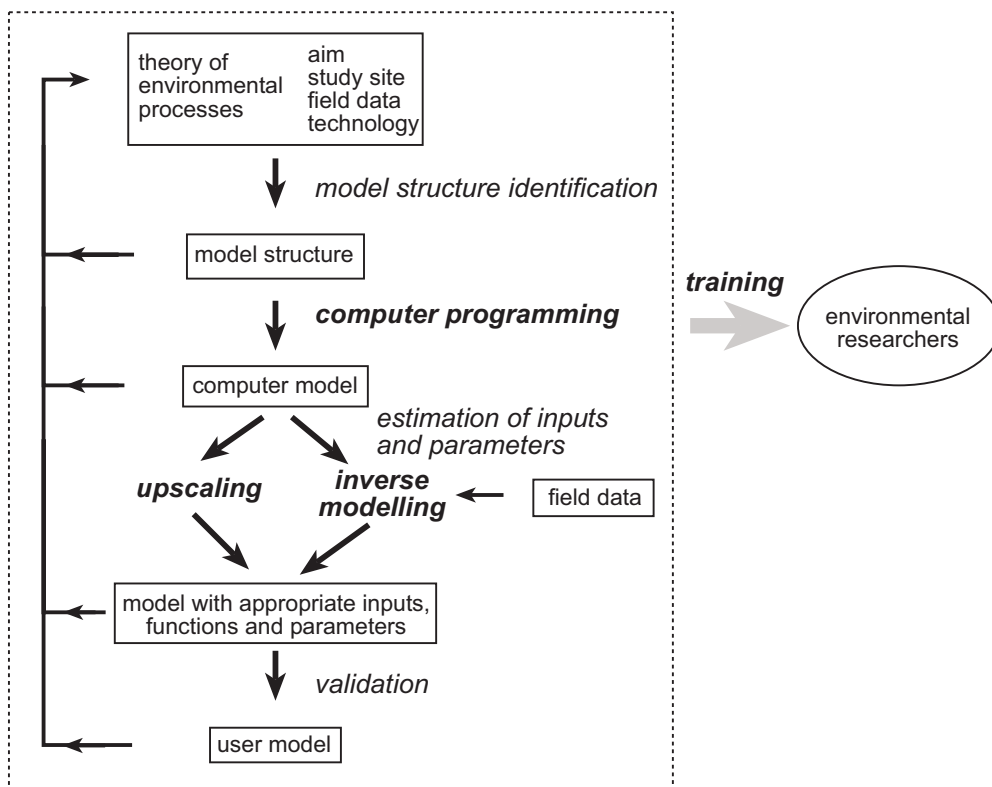 theory of
environmental
processes
aim
study site
field data
technology
model structure identification
model structure
computer programming
training
environmental
researchers
computer model
estimation of inputs
and parameters
upscaling
inverse
modelling
field data
model with appropriate inputs,
functions and parameters
validation
user model